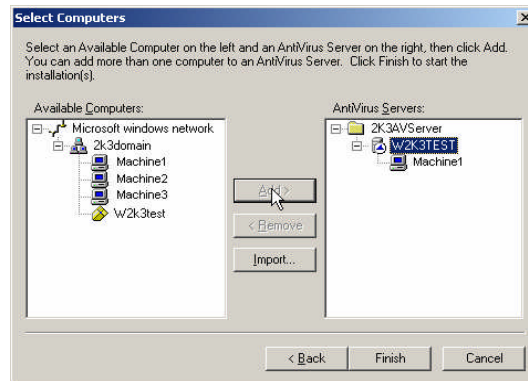 Select Computers
Select an Available Computer on the left and an AntiVirus Server on the right, then click Add.
You can add more than one computer to an AntiVirus Server. Click Finish to start the
installation(s).
Available Computers:
Microsoft windows network
2k3domain
Machine1
Machine2
Machine3
W2k3test
Add >
< Remove
Import...
AntiVirus Servers:
2K3AVServer
W2K3TEST
Machine1
< Back
Finish
Cancel